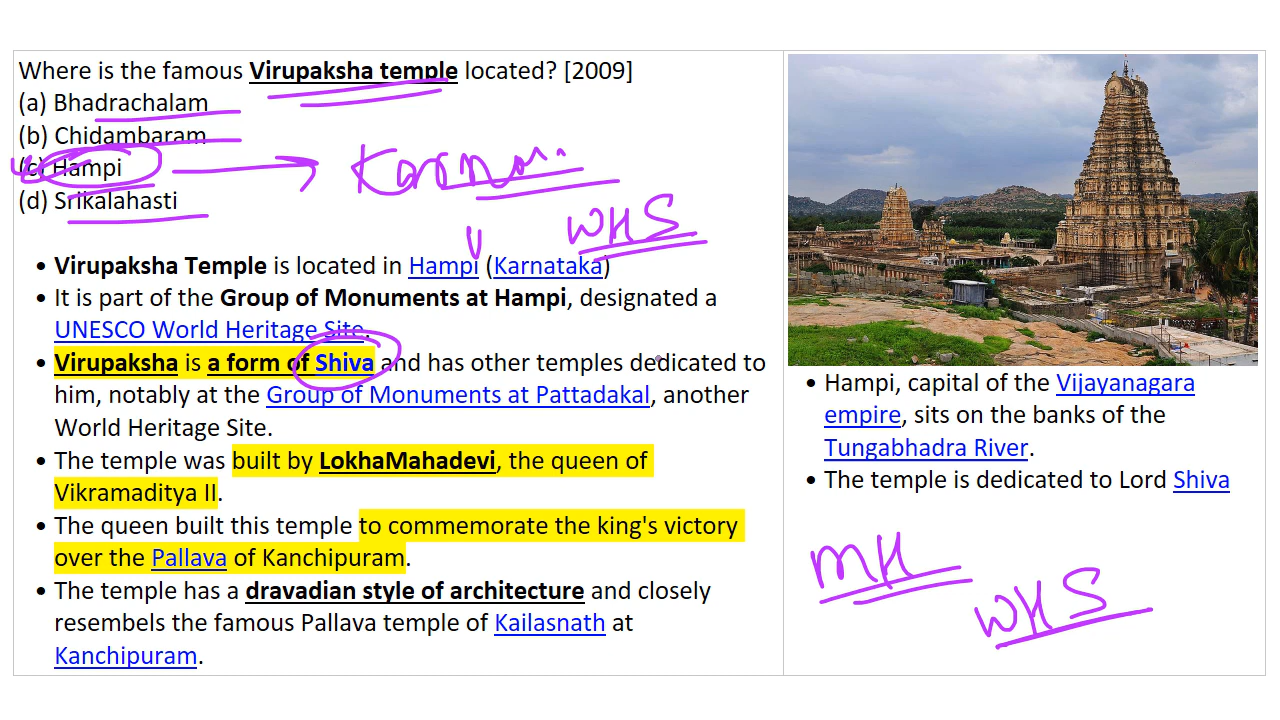 Where is the famous Virupaksha temple located? [2009]
(a) Bhadrachalam
(b) Chidambaram
(c) Hampi
(d) Srikalahasti
WHS
• Virupaksha Temple is located in Hampi (Karnataka)
• It is part of the Group of Monuments at Hampi, designated a
UNESCO World Heritage Site.
• Virupaksha is a form of Shiva and has other temples dedicated to
him, notably at the Group of Monuments at Pattadakal, another
World Heritage Site.
• The temple was built by LokhaMahadevi, the queen of
Vikramaditya II.
• The queen built this temple to commemorate the king's victory
over the Pallava of Kanchipuram.
• The temple has a dravadian style of architecture and closely
resembles the famous Pallava temple of Kailasnath at
Kanchipuram.
• Hampi, capital of the Vijayanagara
empire, sits on the banks of the
Tungabhadra River.
• The temple is dedicated to Lord Shiva
MH
WHS